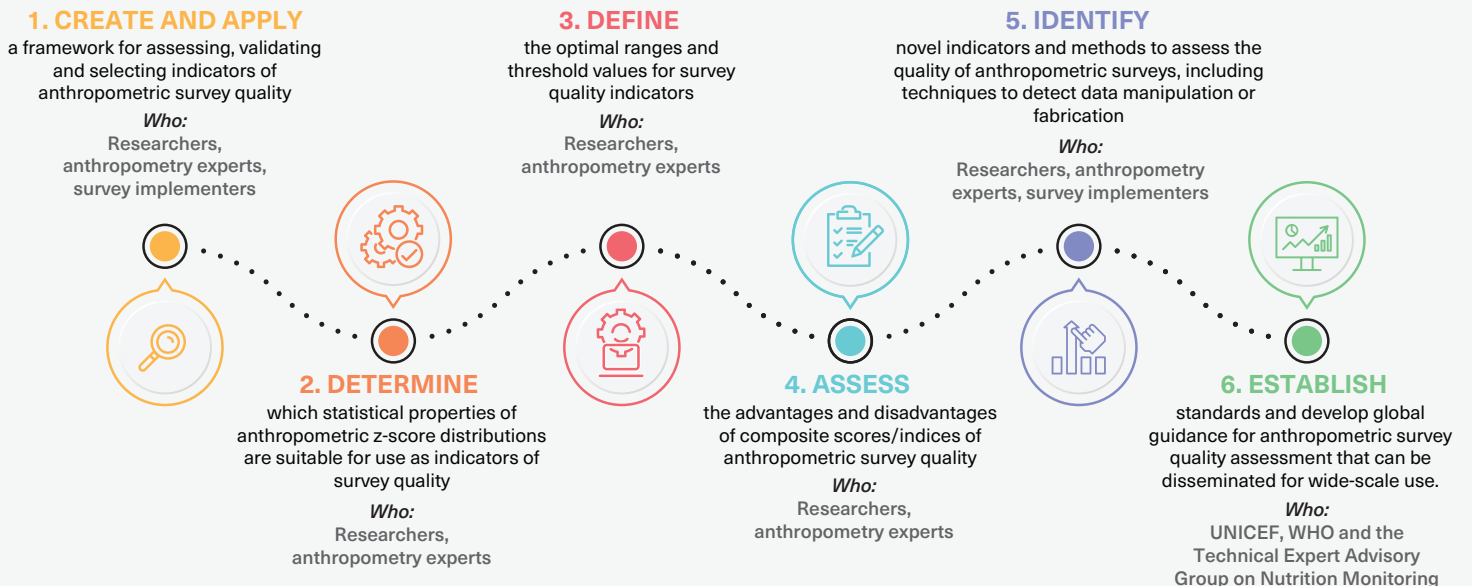 1. CREATE AND APPLY
a framework for assessing, validating
and selecting indicators of
anthropometric survey quality
Who:
Researchers,
anthropometry experts,
survey implementers
2. DETERMINE
which statistical properties of
anthropometric z-score distributions
are suitable for use as indicators of
survey quality
Who:
Researchers,
anthropometry experts
3. DEFINE
the optimal ranges and
threshold values for survey
quality indicators
Who:
Researchers,
anthropometry experts
4. ASSESS
the advantages and disadvantages
of composite scores/indices of
anthropometric survey quality
Who:
Researchers,
anthropometry experts
5. IDENTIFY
novel indicators and methods to assess the
quality of anthropometric surveys, including
techniques to detect data manipulation or
fabrication
Who:
Researchers, anthropometry
experts, survey implementers
6. ESTABLISH
standards and develop global
guidance for anthropometric survey
quality assessment that can be
disseminated for wide-scale use.
Who:
UNICEF, WHO and the
Technical Expert Advisory
Group on Nutrition Monitoring